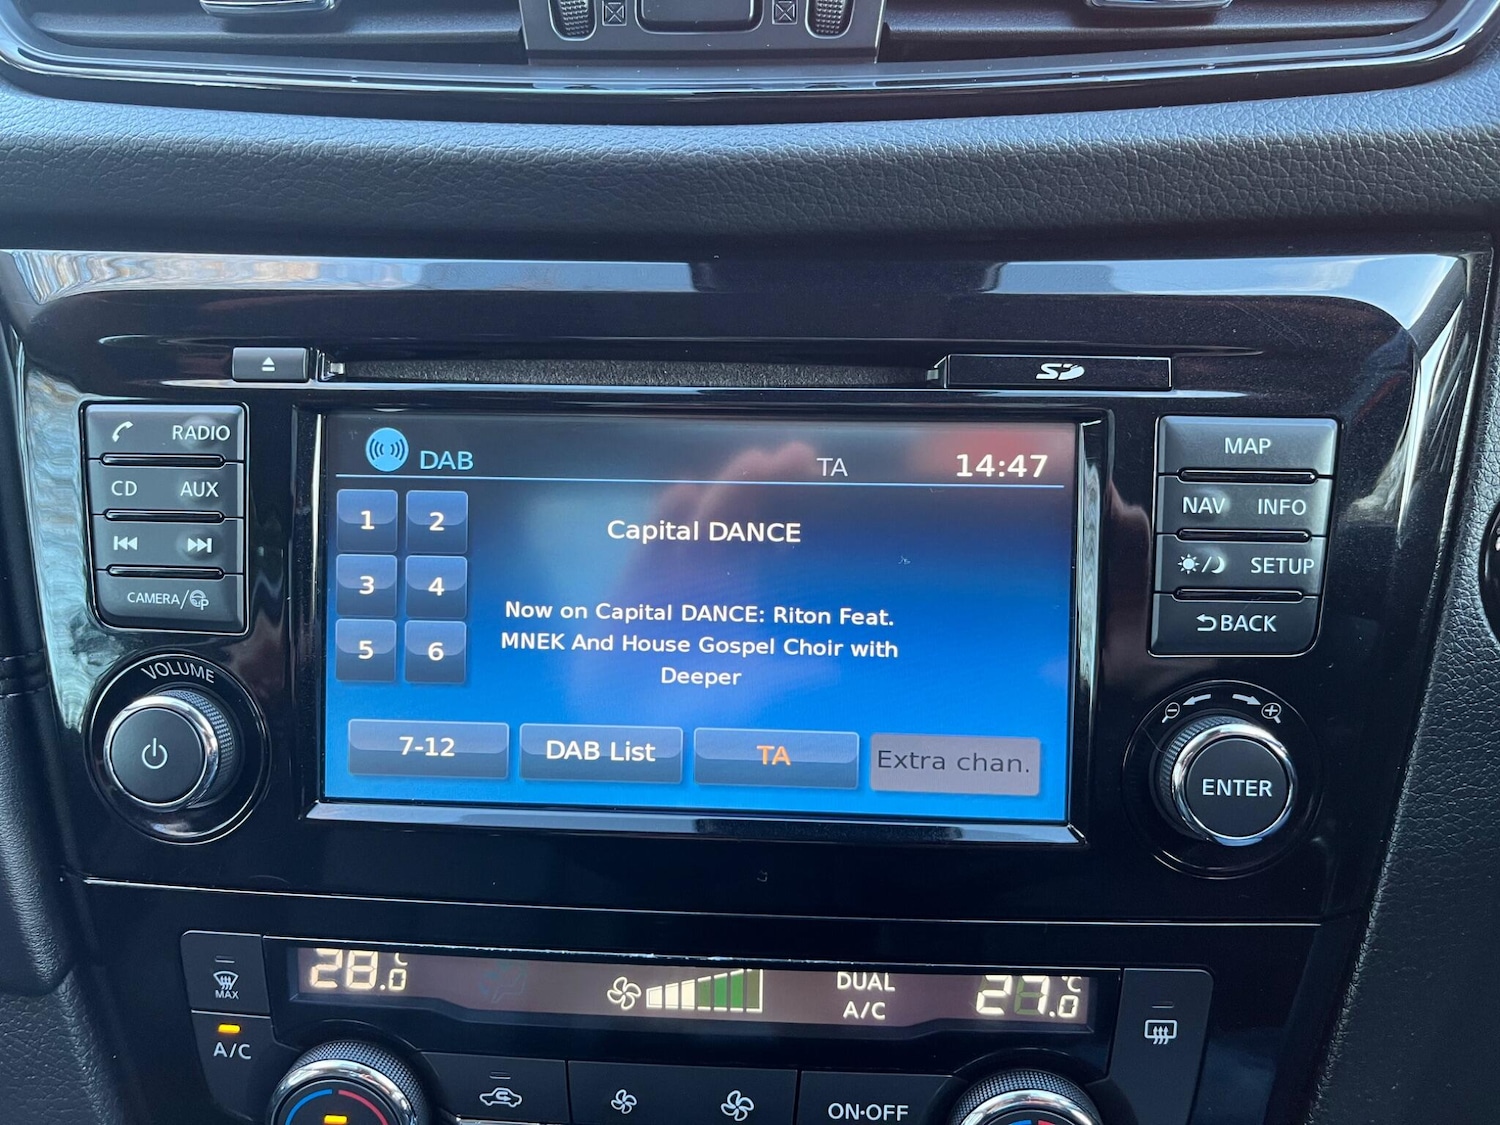 SD
RADIO
CD AUX
CAMERA/
VOLUME
DAB TA 14:47
1 2
3 4
5 6
Capital DANCE
Now on Capital DANCE: Riton Feat.
MNEK And House Gospel Choir with
Deeper
7-12 DAB List TA Extra chan.
MAP
NAV INFO
SETUP
BACK
ENTER
MAX
A/C
28.0 °C
DUAL
A/C
27.0 °C
ON·OFF